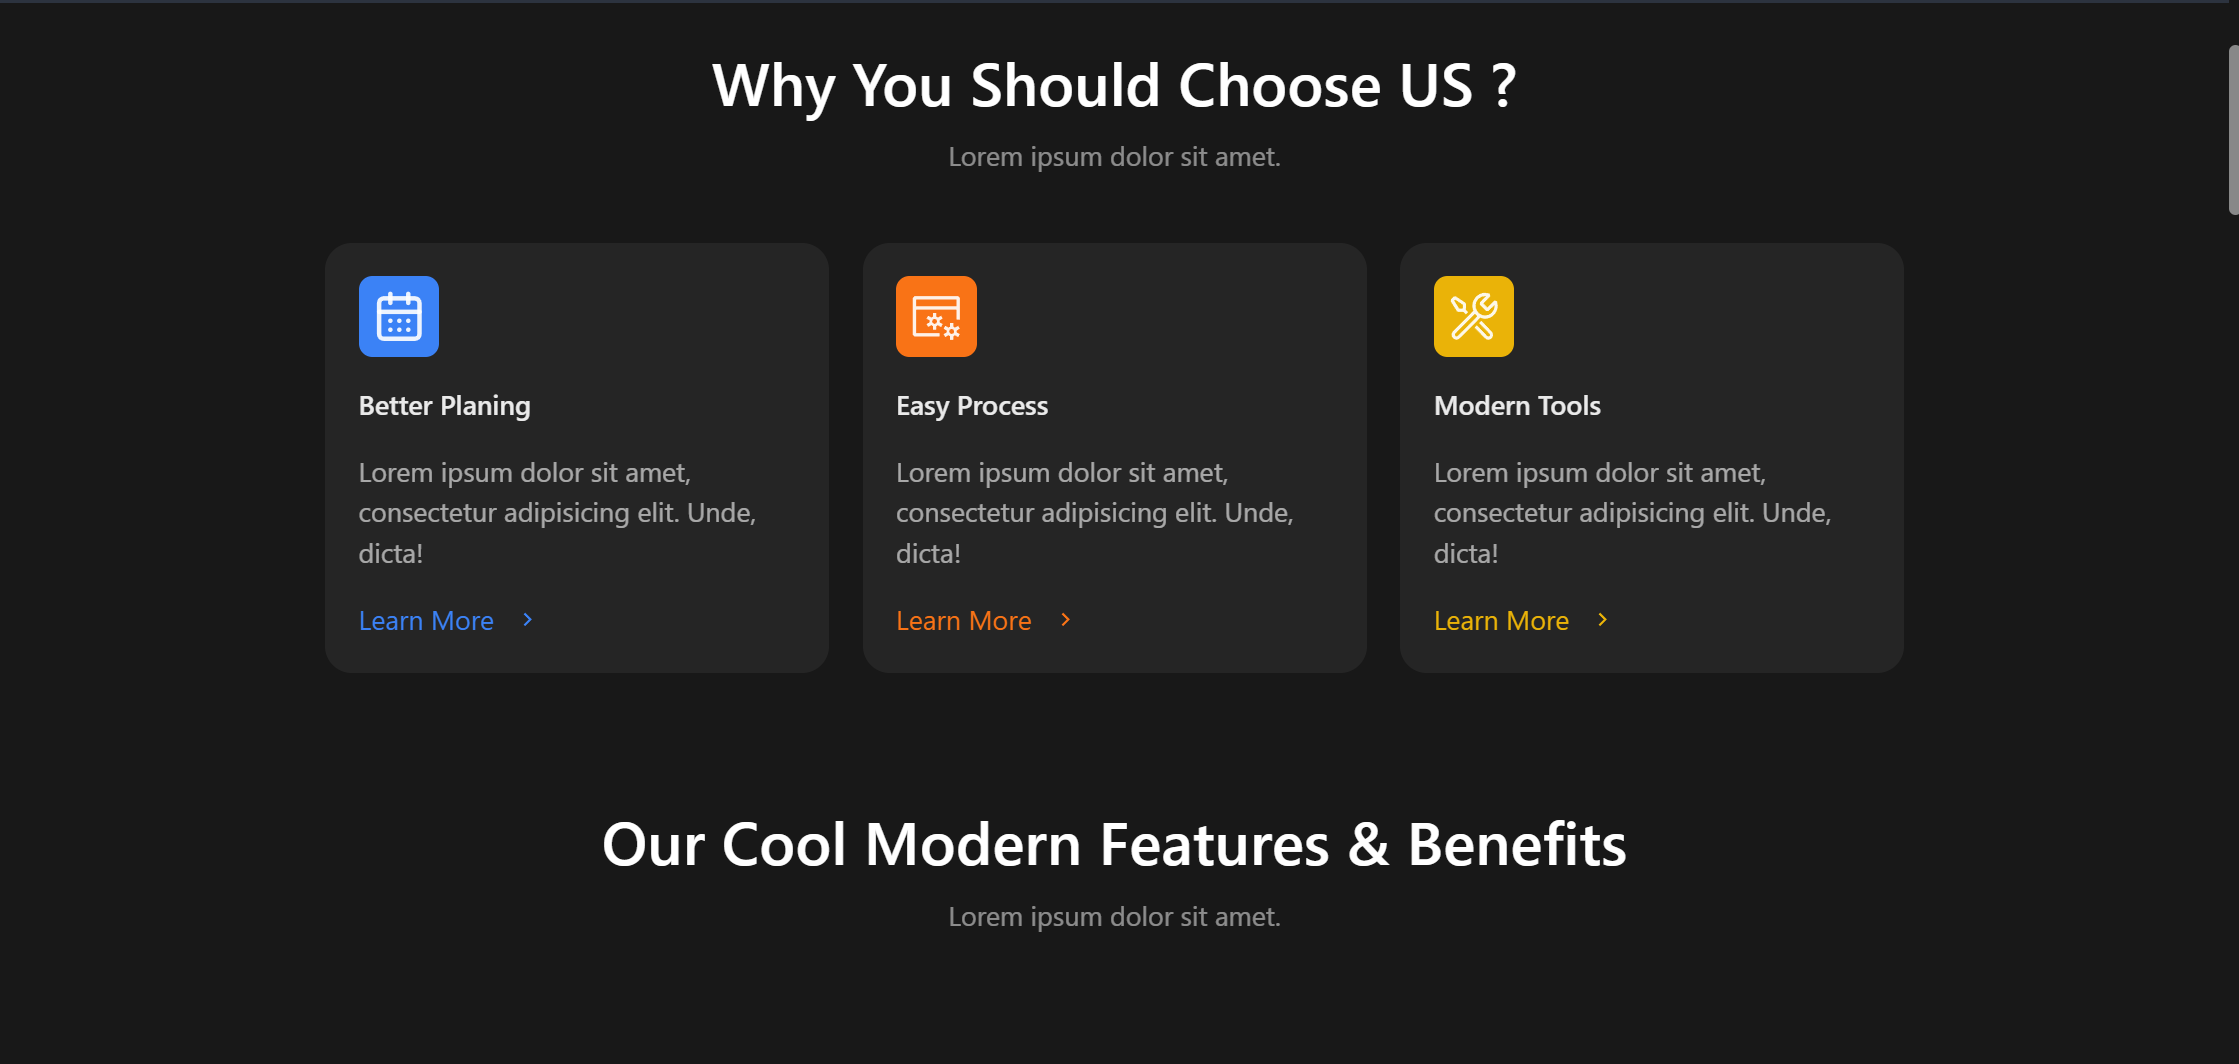 Why You Should Choose US ?
Lorem ipsum dolor sit amet.
Better Planing
Lorem ipsum dolor sit amet,
consectetur adipisicing elit. Unde,
dicta!
Learn More
Easy Process
Lorem ipsum dolor sit amet,
consectetur adipisicing elit. Unde,
dicta!
Learn More
Modern Tools
Lorem ipsum dolor sit amet,
consectetur adipisicing elit. Unde,
dicta!
Learn More
Our Cool Modern Features & Benefits
Lorem ipsum dolor sit amet.